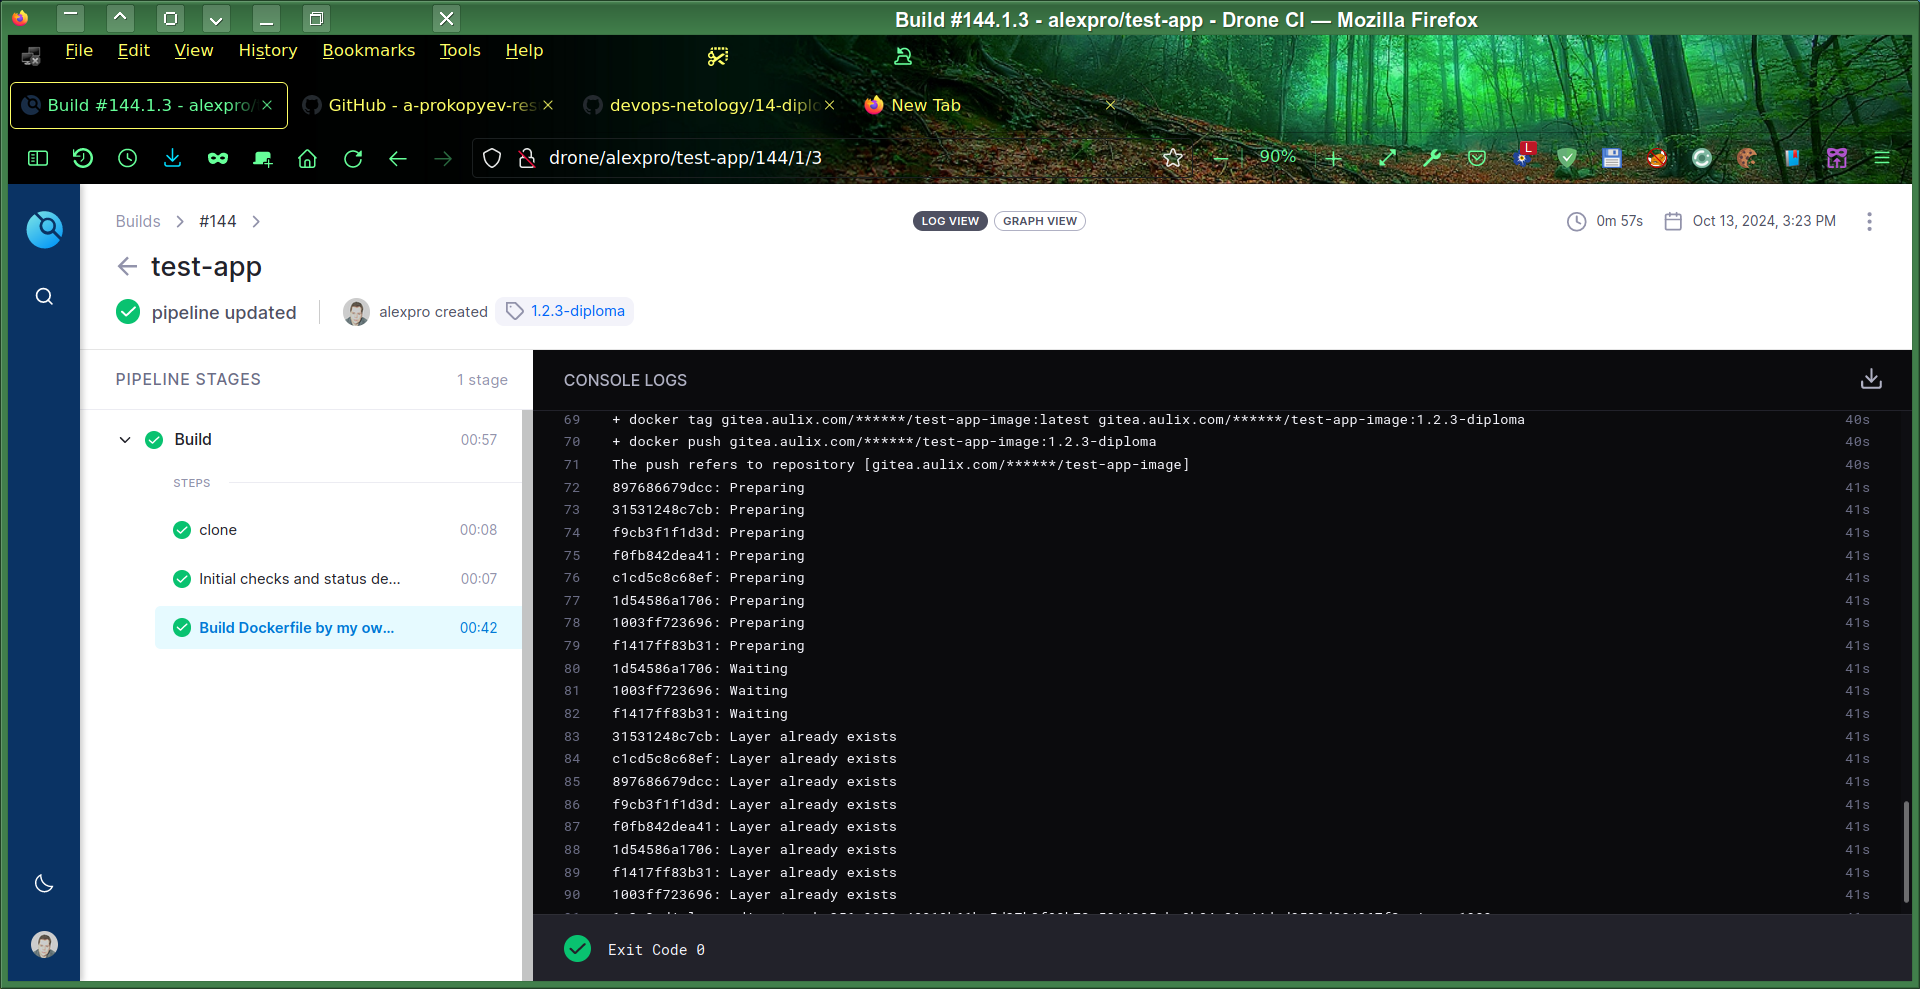 Build #144.1.3 - alexpro/test-app - Drone CI — Mozilla Firefox
File Edit View History Bookmarks Tools Help
Build #144.1.3 - alexpro/ GitHub - a-prokopyev-res devops-netology/14-diplo New Tab
drone/alexpro/test-app/144/1/3 90% L
Builds #144 LOG VIEW GRAPH VIEW 0m 57s Oct 13, 2024, 3:23 PM
test-app
pipeline updated alexpro created 1.2.3-diploma
PIPELINE STAGES 1 stage
Build 00:57
STEPS
clone 00:08
Initial checks and status de... 00:07
Build Dockerfile by my ow... 00:42
CONSOLE LOGS
69 + docker tag gitea.aulix.com/******/test-app-image:latest gitea.aulix.com/******/test-app-image:1.2.3-diploma 40s
70 + docker push gitea.aulix.com/******/test-app-image:1.2.3-diploma 40s
71 The push refers to repository [gitea.aulix.com/******/test-app-image] 40s
72 897686679dcc: Preparing 41s
73 31531248c7cb: Preparing 41s
74 f9cb3f1f1d3d: Preparing 41s
75 f0fb842dea41: Preparing 41s
76 c1cd5c8c68ef: Preparing 41s
77 1d54586a1706: Preparing 41s
78 1003ff723696: Preparing 41s
79 f1417ff83b31: Preparing 41s
80 1d54586a1706: Waiting 41s
81 1003ff723696: Waiting 41s
82 f1417ff83b31: Waiting 41s
83 31531248c7cb: Layer already exists 41s
84 c1cd5c8c68ef: Layer already exists 41s
85 897686679dcc: Layer already exists 41s
86 f9cb3f1f1d3d: Layer already exists 41s
87 f0fb842dea41: Layer already exists 41s
88 1d54586a1706: Layer already exists 41s
89 f1417ff83b31: Layer already exists 41s
90 1003ff723696: Layer already exists 41s
Exit Code 0